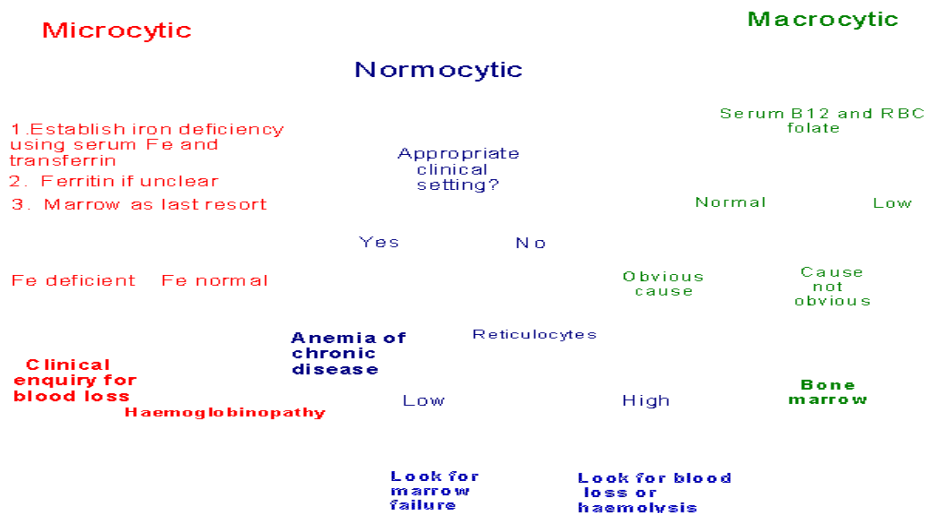 Microcytic
Macrocytic
Normocytic
1.Establish iron deficiency
using serum Fe and
transferrin
2. Ferritin if unclear
3. Marrow as last resort
Appropriate
clinical
setting?
Serum B12 and RBC
folate
Normal
Low
Yes
No
Fe deficient
Fe normal
Obvious
cause
Cause
not
obvious
Anemia of
chronic
disease
Reticulocytes
Clinical
enquiry for
blood loss
Haemoglobinopathy
Low
High
Bone
marrow
Look for
marrow
failure
Look for blood
loss or
haemolysis